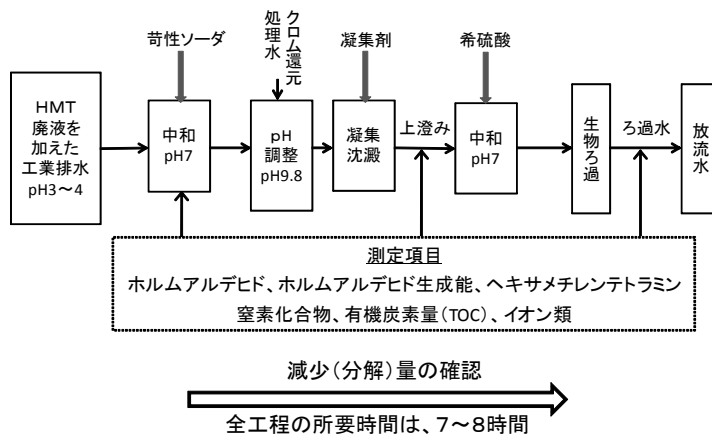 苛性ソーダ
クロム還元
処理水
凝集剤
希硫酸
HMT
廃液を
加えた
工業排水
pH3～4
中和
pH7
pH
調整
pH9.8
凝集
沈澱
上澄み
中和
pH7
生物ろ過
ろ過水
放流水
測定項目
ホルムアルデヒド、ホルムアルデヒド生成能、ヘキサメチレンテトラミン
窒素化合物、有機炭素量(TOC)、イオン類
減少(分解)量の確認
全工程の所要時間は、7～8時間